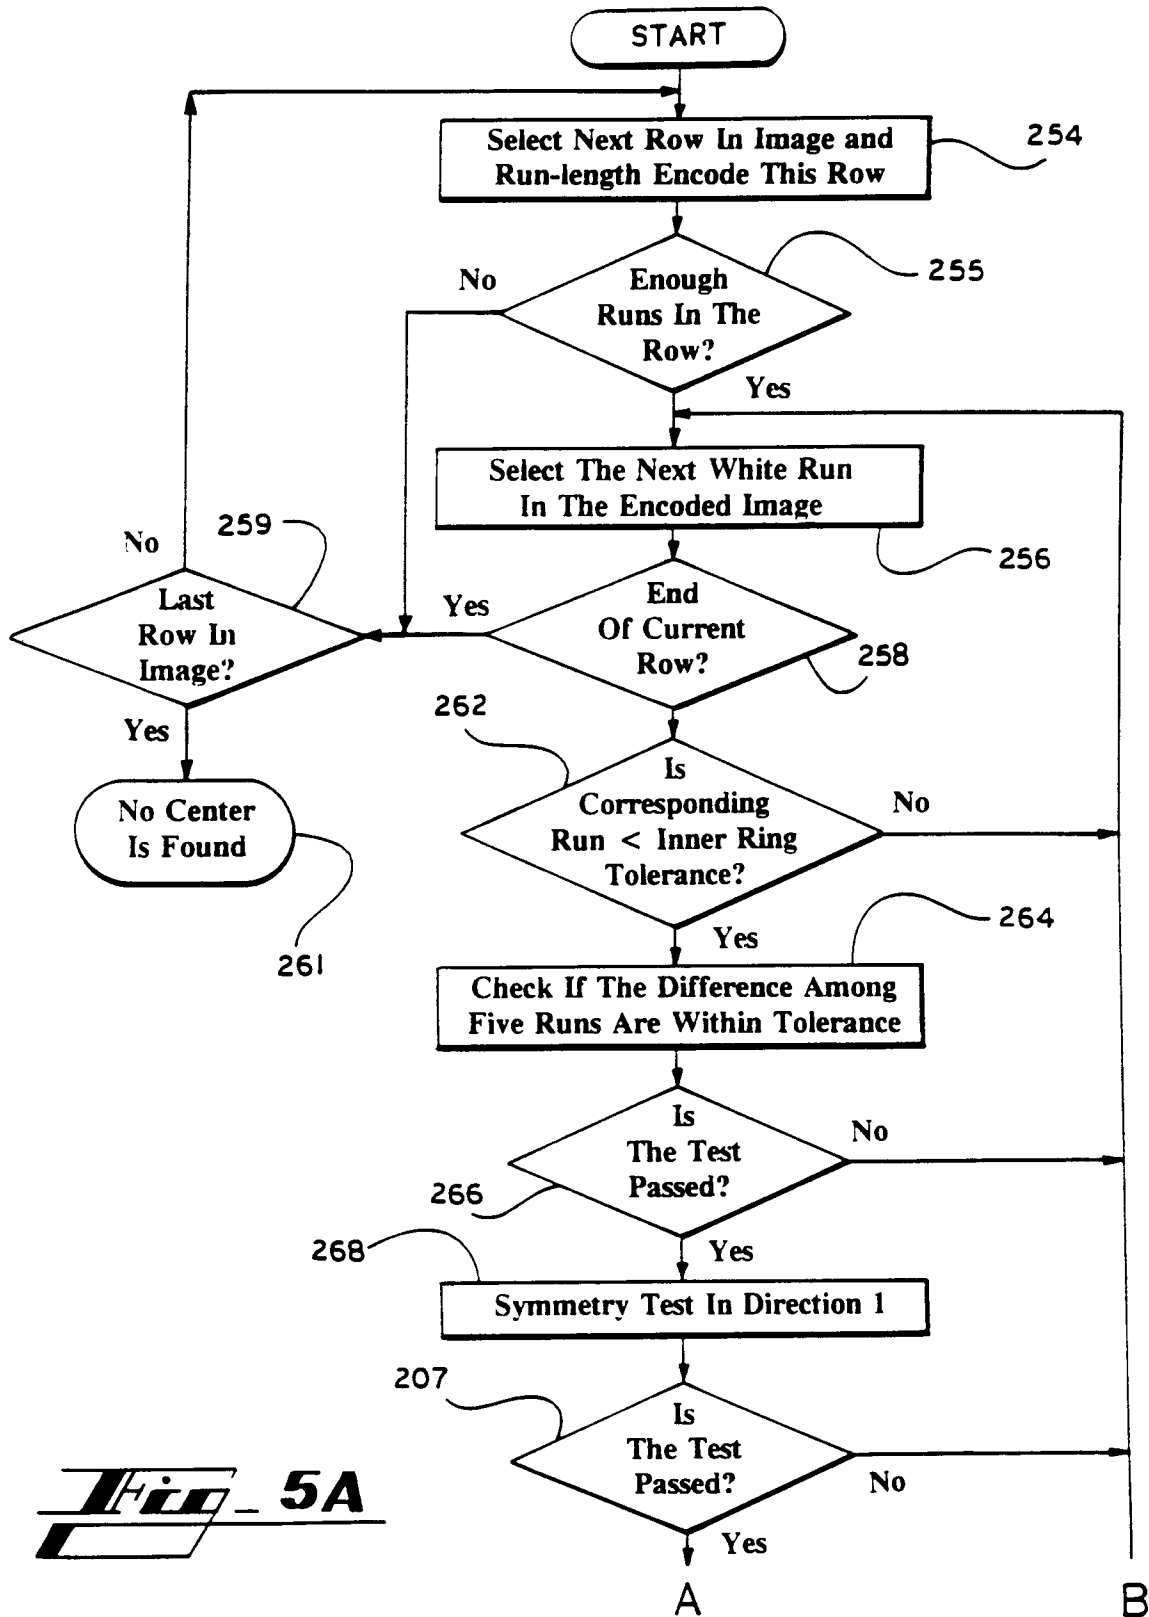 START
Select Next Row In Image and
Run-length Encode This Row
254
Enough
Runs In The
Row?
255
No
Yes
Select The Next White Run
In The Encoded Image
256
259
No
Last
Row In
Image?
Yes
End
Of Current
Row?
258
Yes
No Center
Is Found
261
262
Is
Corresponding
Run < Inner Ring
Tolerance?
No
Yes
264
Check If The Difference Among
Five Runs Are Within Tolerance
Is
The Test
Passed?
No
266
Yes
268
Symmetry Test In Direction 1
207
Is
The Test
Passed?
No
Yes
Fig_5A
A
B